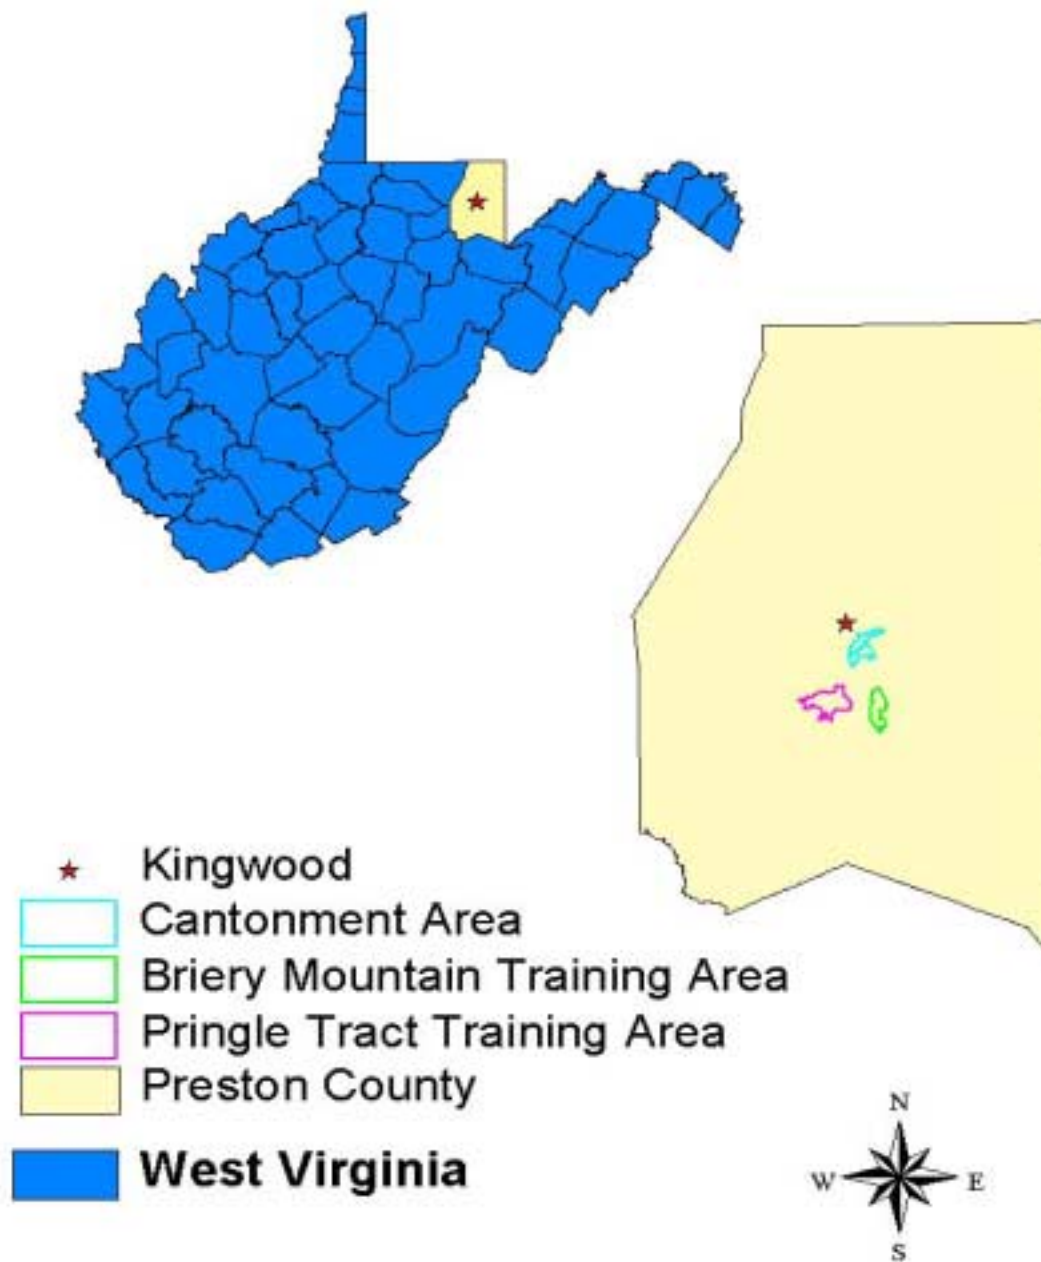 Kingwood
Cantonment Area
Briery Mountain Training Area
Pringle Tract Training Area
Preston County
West Virginia
N
W E
S